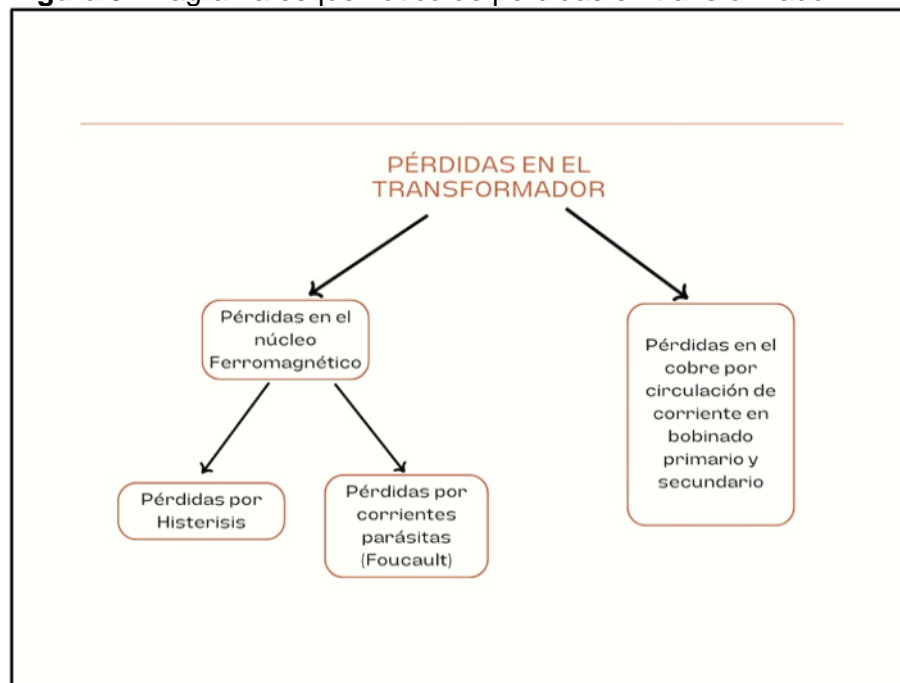 PÉRDIDAS EN EL
TRANSFORMADOR
Pérdidas en el
núcleo
Ferromagnético
Pérdidas en el
cobre por
circulación de
corriente en
bobinado
primario y
secundario
Pérdidas por
Histerisis
Pérdidas por
corrientes
parásitas
(Foucault)